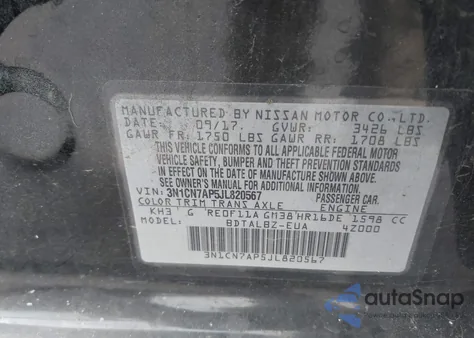 MANUFACTURED BY NISSAN MOTOR CO.,LTD.
DATE: 09/17. GVWR: 3426 LBS
GAWR FR: 1750 LBS GAWR RR: 1708 LBS
THIS VEHICLE CONFORMS TO ALL APPLICABLE FEDERAL MOTOR
VEHICLE SAFETY, BUMPER AND THEFT PREVENTION STANDARDS
IN EFFECT ON THE DATE OF MANUFACTURE SHOWN ABOVE.
SEE OWNER'S MANUAL FOR ADDITIONAL INFORMATION.
VIN: 3N1CN7AP5JL820567 PASSENGER CAR.
COLOR TRIM TRANS AXLE ENGINE
KH3 G RE0F11A GM38 HR16DE 1598 CC
MODEL: BDTALBZ-EUA 4Z000
3N1CN7AP5JL820567
autoSnap
BY STATVIN